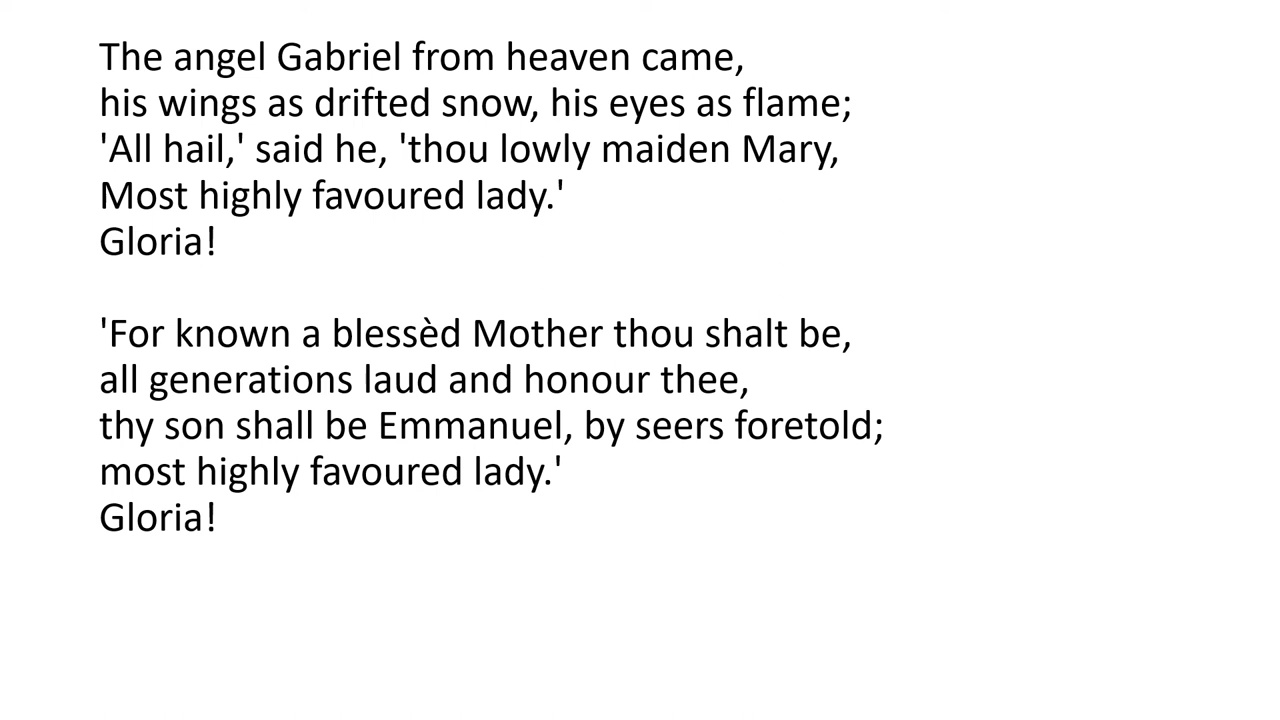 The angel Gabriel from heaven came,
his wings as drifted snow, his eyes as flame;
'All hail,' said he, 'thou lowly maiden Mary,
Most highly favoured lady.'
Gloria!

'For known a blessèd Mother thou shalt be,
all generations laud and honour thee,
thy son shall be Emmanuel, by seers foretold;
most highly favoured lady.'
Gloria!